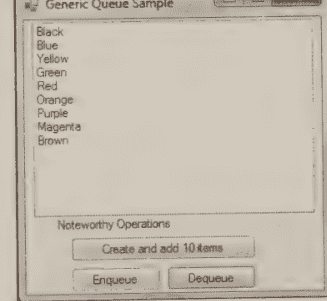 Generic Queue Sample
Black
Blue
Yellow
Green
Red
Orange
Purple
Magenta
Brown
Noteworthy Operations
Create and add 10 items
Enqueue
Dequeue